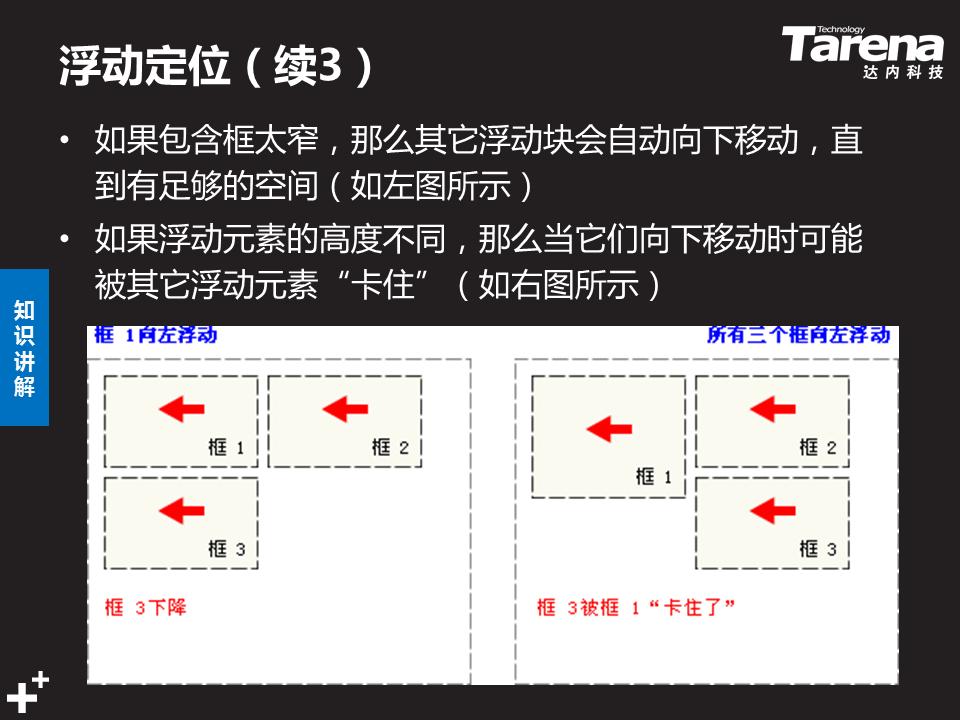 浮动定位（续3）
Technology
Tarena
达内科技
• 如果包含框太窄，那么其它浮动块会自动向下移动，直
到有足够的空间（如左图所示）
• 如果浮动元素的高度不同，那么当它们向下移动时可能
被其它浮动元素“卡住”（如右图所示）
知
识
讲
解
框 1向左浮动
所有三个框向左浮动
框 1
框 2
框 3
框 3下降
框 1
框 2
框 3
框 3被框 1“卡住了”